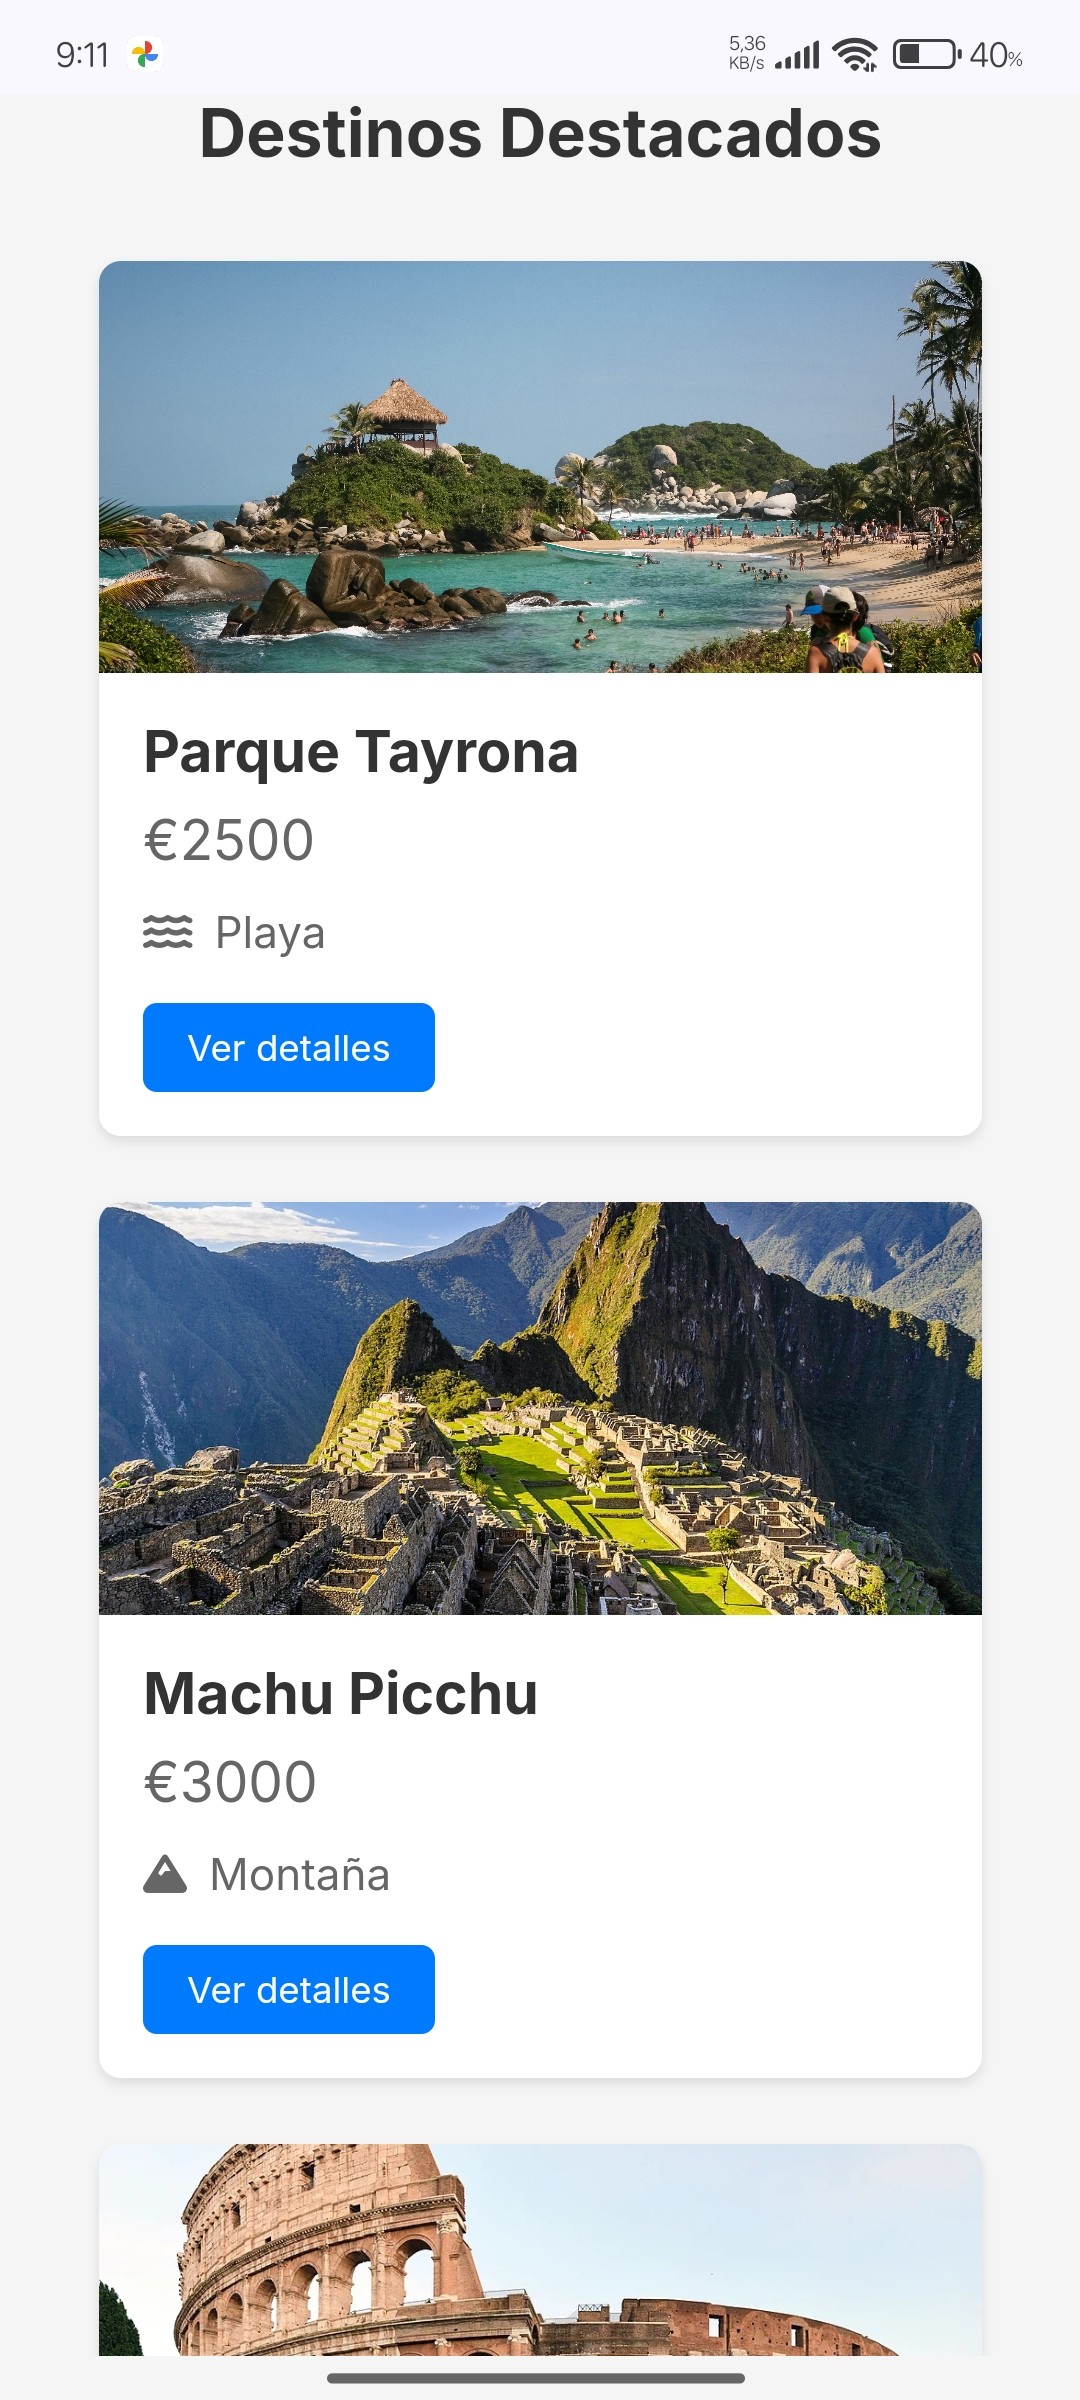 9:11
5,36
KB/s
40%
Destinos Destacados
Parque Tayrona
€2500
Playa
Ver detalles
Machu Picchu
€3000
Montaña
Ver detalles